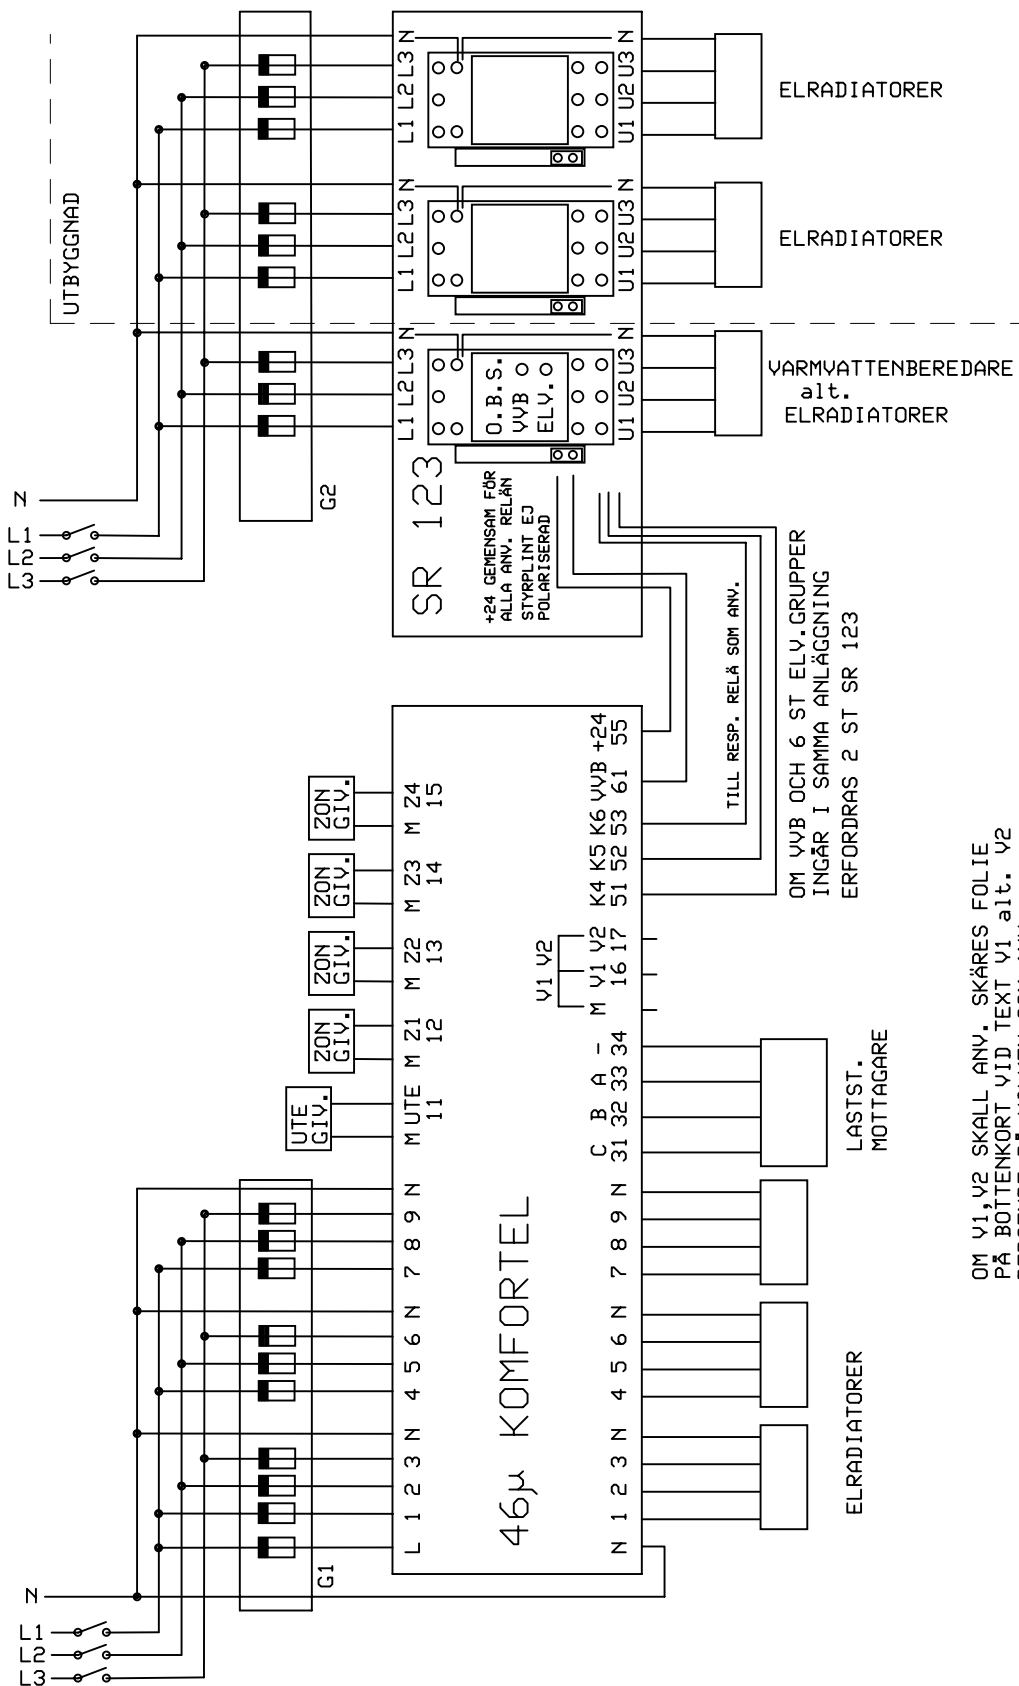 UTBYGGNAD
N
L1
L2
L3
G2
N
L3
L2
L1
N
L3
L2
L1
N
L3
L2
L1
N
U3
U2
U1
N
U3
U2
U1
N
U3
U2
U1
O.B.S.
VVB
ELV.
SR 123
+24 GEMENSAM FÖR
ALLA ANV. RELÄN
STYRPLINT EJ
POLARISERAD
ELRADIATORER
ELRADIATORER
VARMVATTENBEREDARE
alt.
ELRADIATORER
TILL RESP. RELÄ SOM ANV.
OM VVB OCH 6 ST ELV.GRUPPER
INGÅR I SAMMA ANLÄGGNING
ERFORDRAS 2 ST SR 123
ZON
GIV.
ZON
GIV.
ZON
GIV.
ZON
GIV.
UTE
GIV.
L 1 2 3 N 4 5 6 N 7 8 9 N M UTE M Z1 M Z2 M Z3 M Z4
11 12 13 14 15
46µ KOMFORTEL
V1 V2
C B A - M V1 V2 K4 K5 K6 VVB +24
N 1 2 3 N 4 5 6 N 7 8 9 N 31 32 33 34 16 17 51 52 53 61 55
N
L1
L2
L3
G1
ELRADIATORER
LASTST.
MOTTAGARE
OM V1,V2 SKALL ANV. SKÄRES FOLIE
PÅ BOTTENKORT VID TEXT V1 alt. V2